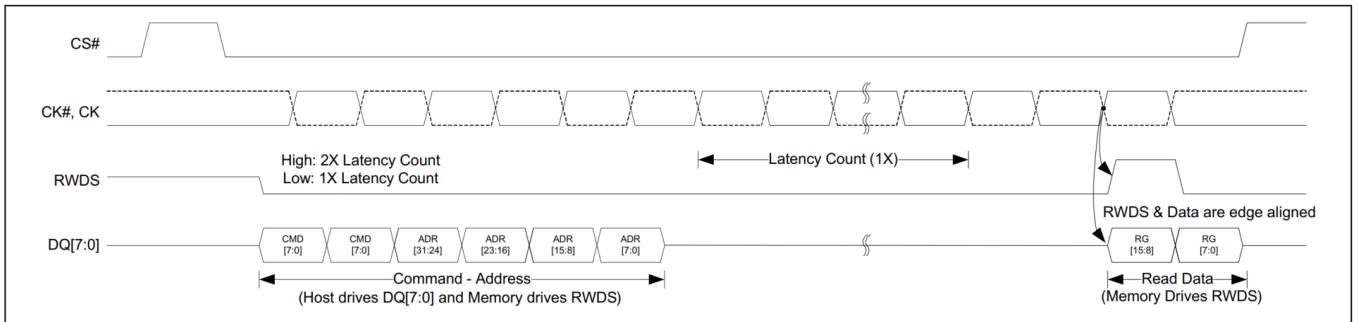 CS#
CK#, CK
High: 2X Latency Count
Low: 1X Latency Count
Latency Count (1X)
RWDS
RWDS & Data are edge aligned
DQ[7:0]
CMD [7:0]
CMD [7:0]
ADR [31:24]
ADR [23:16]
ADR [15:8]
ADR [7:0]
RG [15:8]
RG [7:0]
Command - Address
(Host drives DQ[7:0] and Memory drives RWDS)
Read Data
(Memory Drives RWDS)